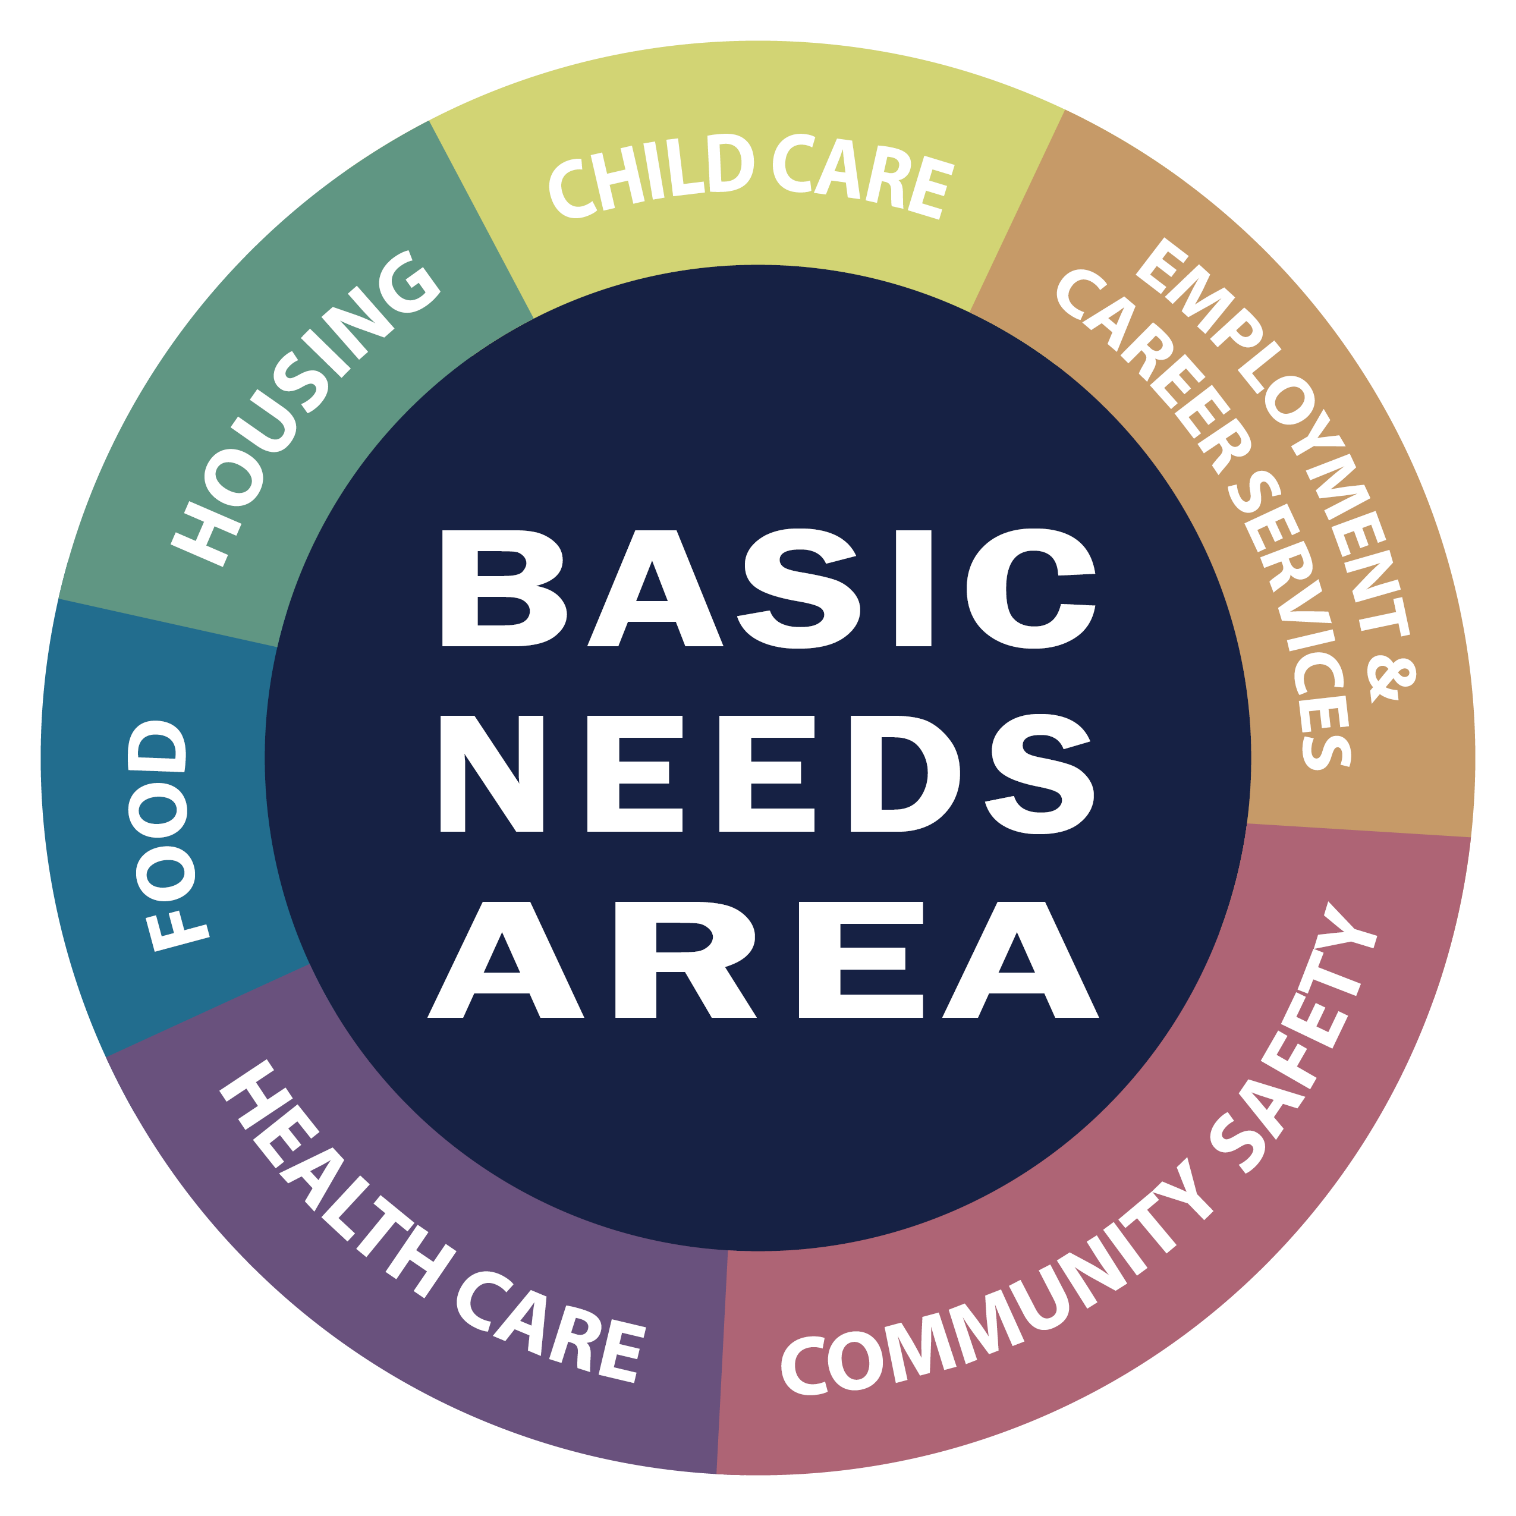 CHILD CARE
EMPLOYMENT &
CAREER SERVICES
COMMUNITY SAFETY
HEALTH CARE
FOOD
HOUSING
BASIC
NEEDS
AREA